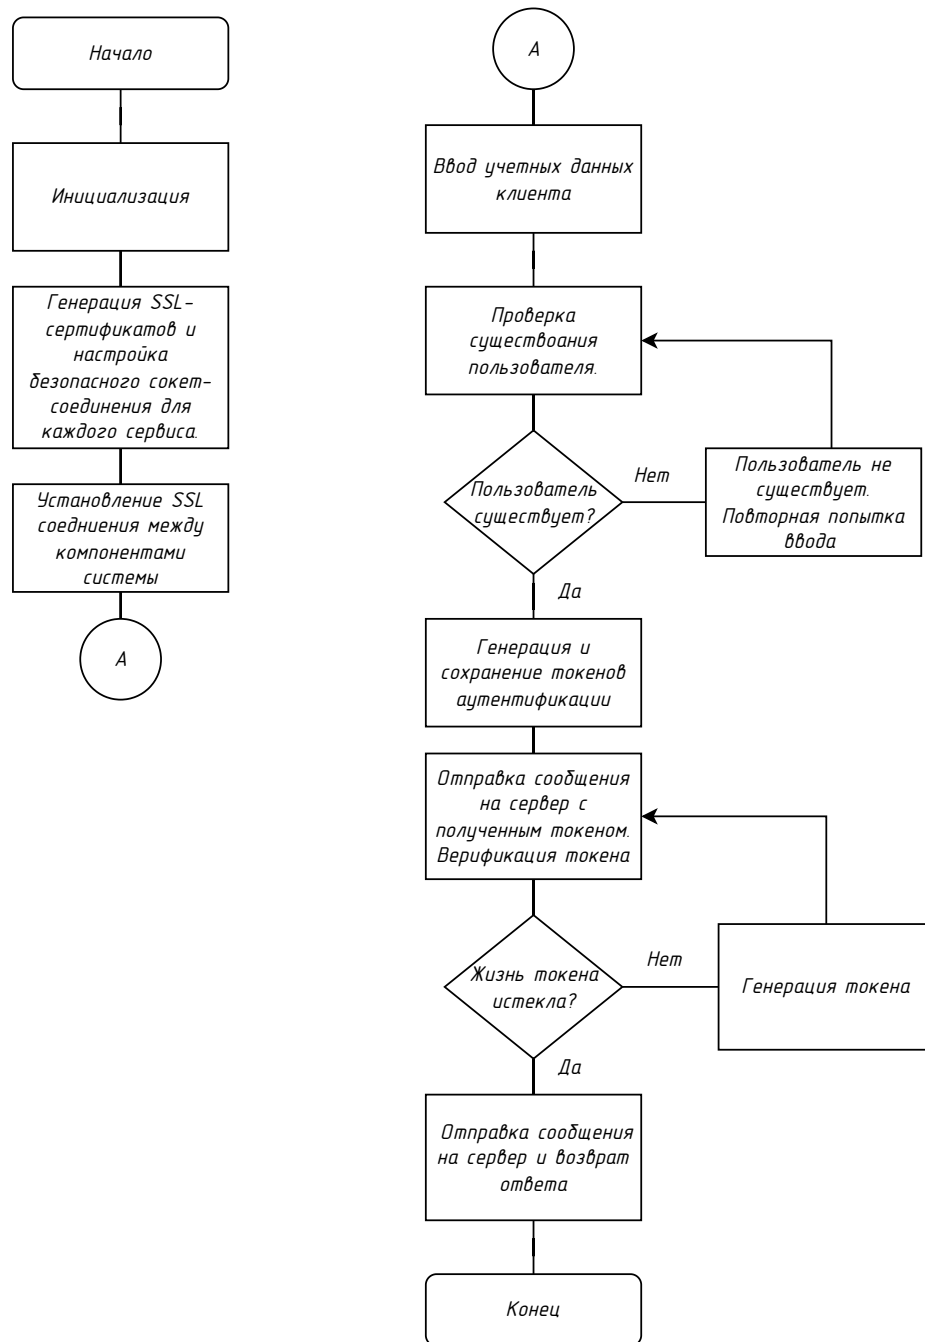 Начало
Инициализация
Генерация SSL-
сертификатов и
настройка
безопасного сокет-
соединения для
каждого сервиса.
Установление SSL
соедниения между
компонентами
системы
А
А
Ввод учетных данных
клиента
Проверка
существоания
пользователя.
Пользователь
существует?
Нет
Пользователь не
существует.
Повторная попытка
ввода
Да
Генерация и
сохранение токенов
аутентификации
Отправка сообщения
на сервер с
полученным токеном.
Верификация токена
Жизнь токена
истекла?
Нет
Генерация токена
Да
Отправка сообщения
на сервер и возврат
ответа
Конец